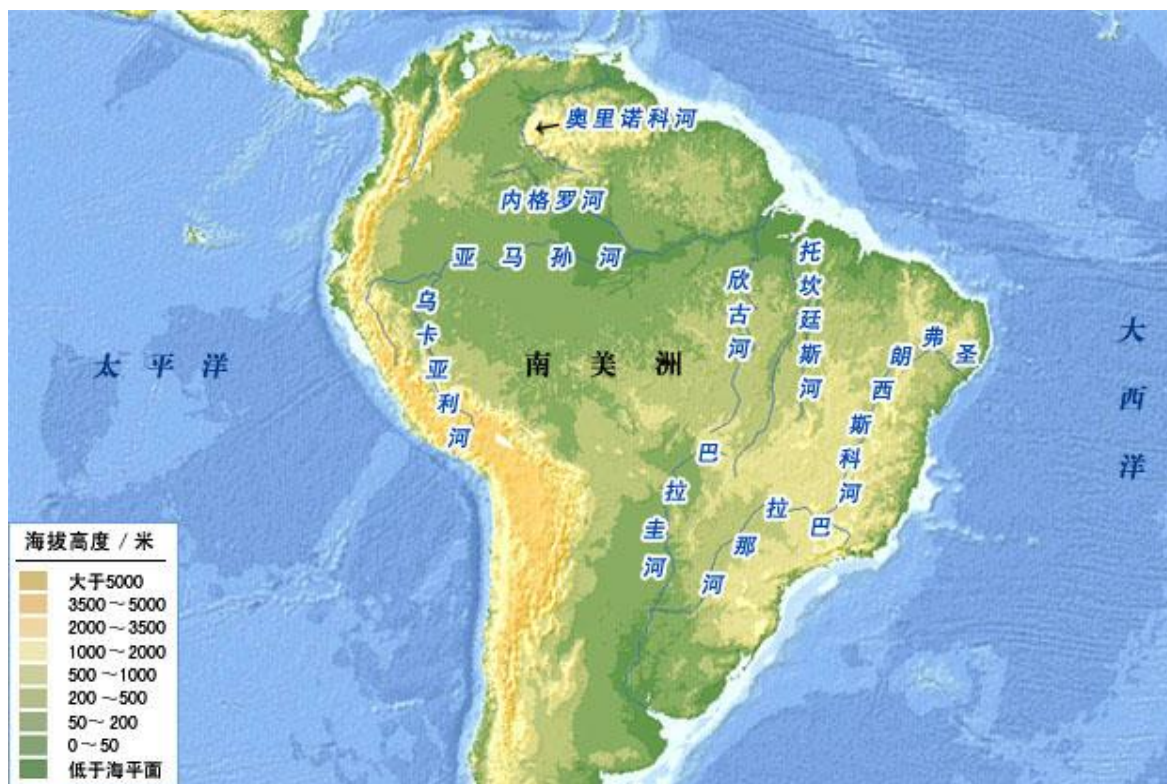 奥里诺科河
内格罗河
亚马孙河
托坎廷斯河
欣古河
乌卡亚利河
圣弗朗西斯科河
大西洋
太平洋
南美洲
巴拉圭河
巴拉那河
海拔高度 / 米
大于5000
3500～5000
2000～3500
1000～2000
500～1000
200～500
50～200
0～50
低于海平面